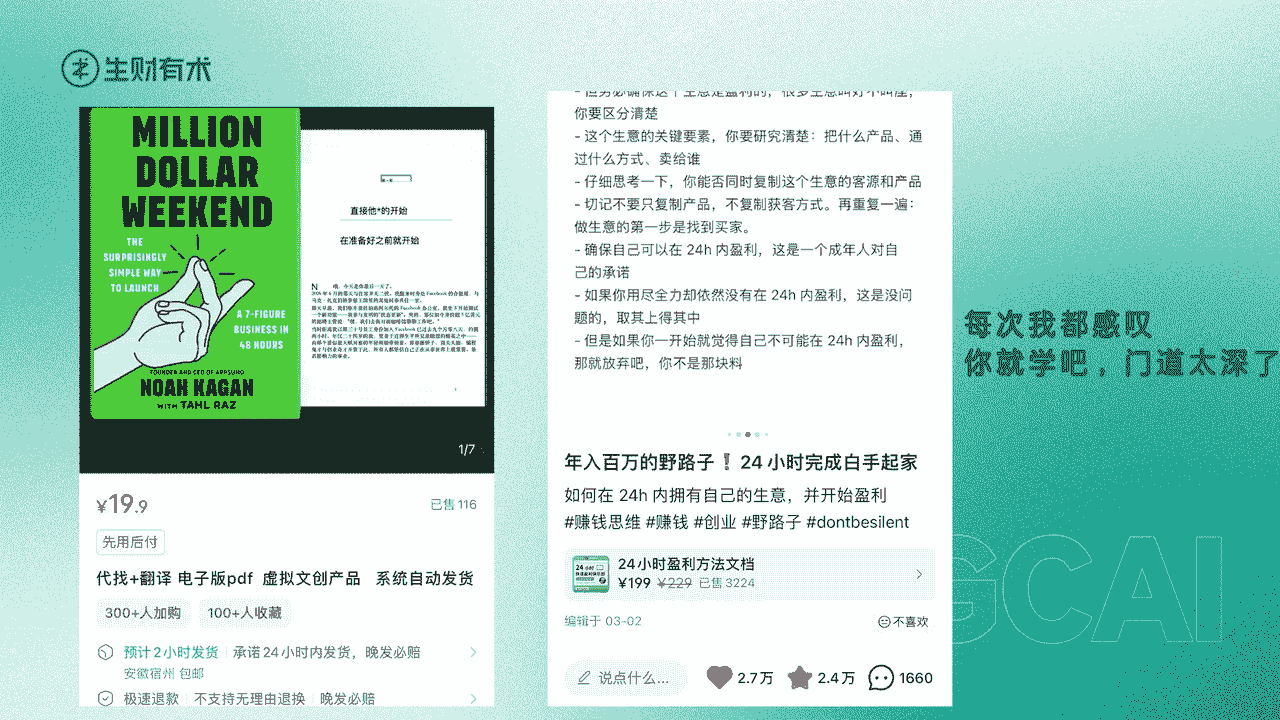 生财有术
MILLION
DOLLAR
WEEKEND
THE
SURPRISINGLY
SIMPLE WAY
TO LAUNCH
A 7-FIGURE
BUSINESS IN
48 HOURS
FOUNDER AND CEO OF APPSUMO
NOAH KAGAN
WITH TAHL RAZ
直接他*的开始
在准备好之前就开始
1/7
¥19.9
已售 116
先用后付
代找+翻译 电子版pdf 虚拟文创产品 系统自动发货
300+人加购
100+人收藏
预计2小时发货
承诺24小时内发货，晚发必赔
安徽宿州 包邮
极速退款
不支持无理由退换
晚发必赔
你要区分清楚
- 这个生意的关键要素，你要研究清楚：把什么产品、通
过什么方式、卖给谁
- 仔细思考一下，你能否同时复制这个生意的客源和产品
- 切记不要只复制产品，不复制获客方式。再重复一遍：
做生意的第一步是找到买家。
- 确保自己可以在 24h 内盈利，这是一个成年人对自
己的承诺
- 如果你用尽全力却依然没有在 24h 内盈利，这是没问
题的，取其上得其中
- 但是如果你一开始就觉得自己不可能在 24h 内盈利，
那就放弃吧，你不是那块料
年入百万的野路子❗24 小时完成白手起家
如何在 24h 内拥有自己的生意，并开始盈利
#赚钱思维 #赚钱 #创业 #野路子 #dontbesilent
24小时盈利方法文档
¥199 ¥229 已售3224
编辑于 03-02
不喜欢
说点什么...
2.7万
2.4万
1660
你就学吧，门道太深了
GCAI